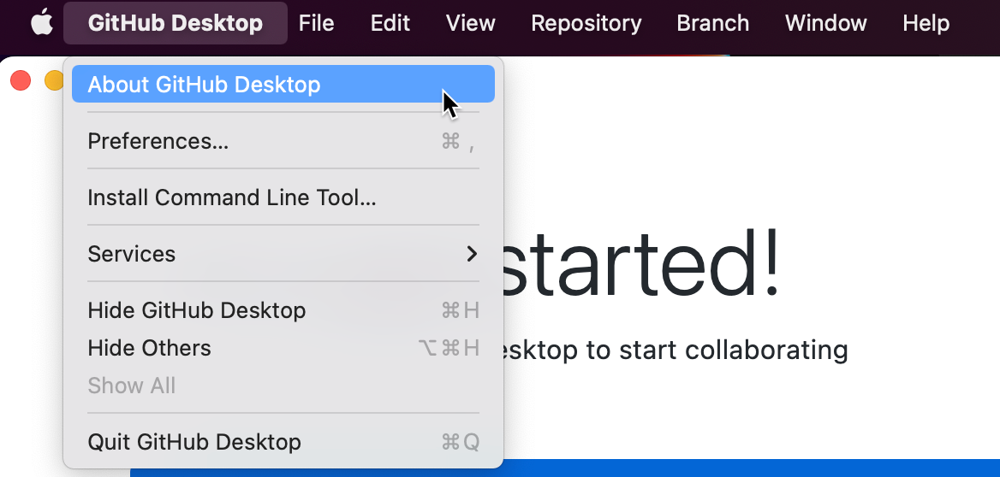 GitHub Desktop File Edit View Repository Branch Window Help
About GitHub Desktop
Preferences... ⌘ ,
Install Command Line Tool...
Services
started!
Hide GitHub Desktop ⌘H
Hide Others ⌥⌘H
esktop to start collaborating
Show All
Quit GitHub Desktop ⌘Q